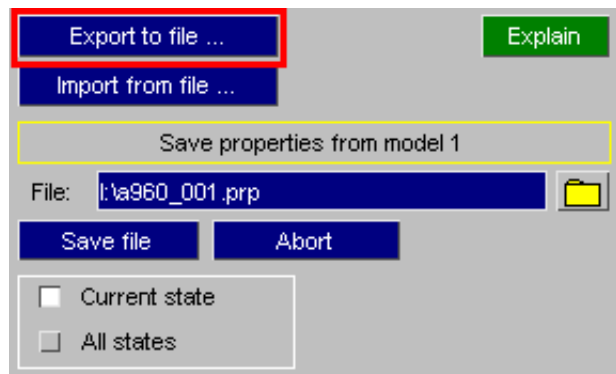 Export to file ...
Explain
Import from file ...
Save properties from model 1
File: I:\a960_001.prp
Save file
Abort
Current state
All states